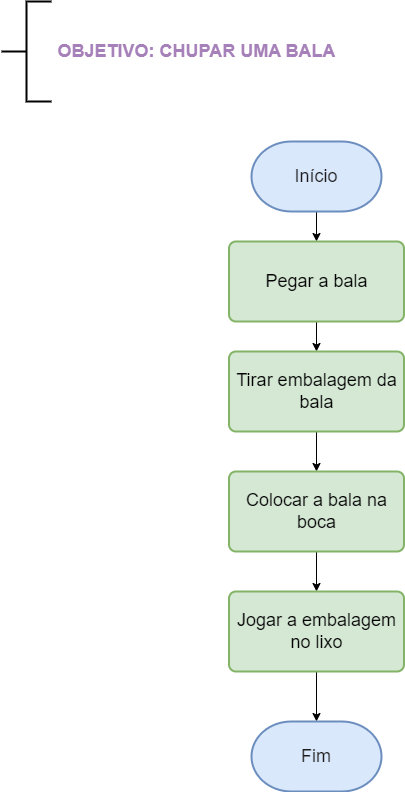 OBJETIVO: CHUPAR UMA BALA
Início
Pegar a bala
Tirar embalagem da
bala
Colocar a bala na
boca
Jogar a embalagem
no lixo
Fim